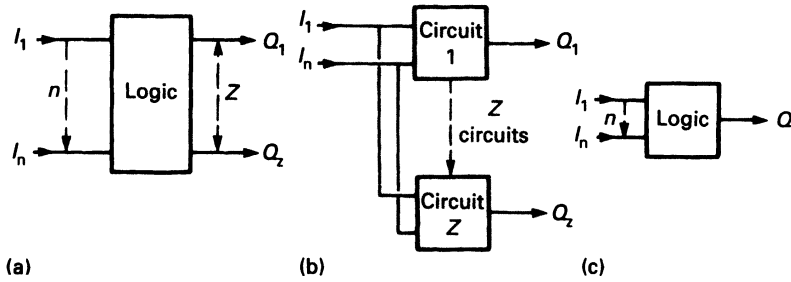 I1
n
In
Logic
Z
Q1
Qz
(a)
I1
In
Circuit
1
Q1
Z
circuits
Circuit
Z
Qz
(b)
I1
n
In
Logic
Q
(c)